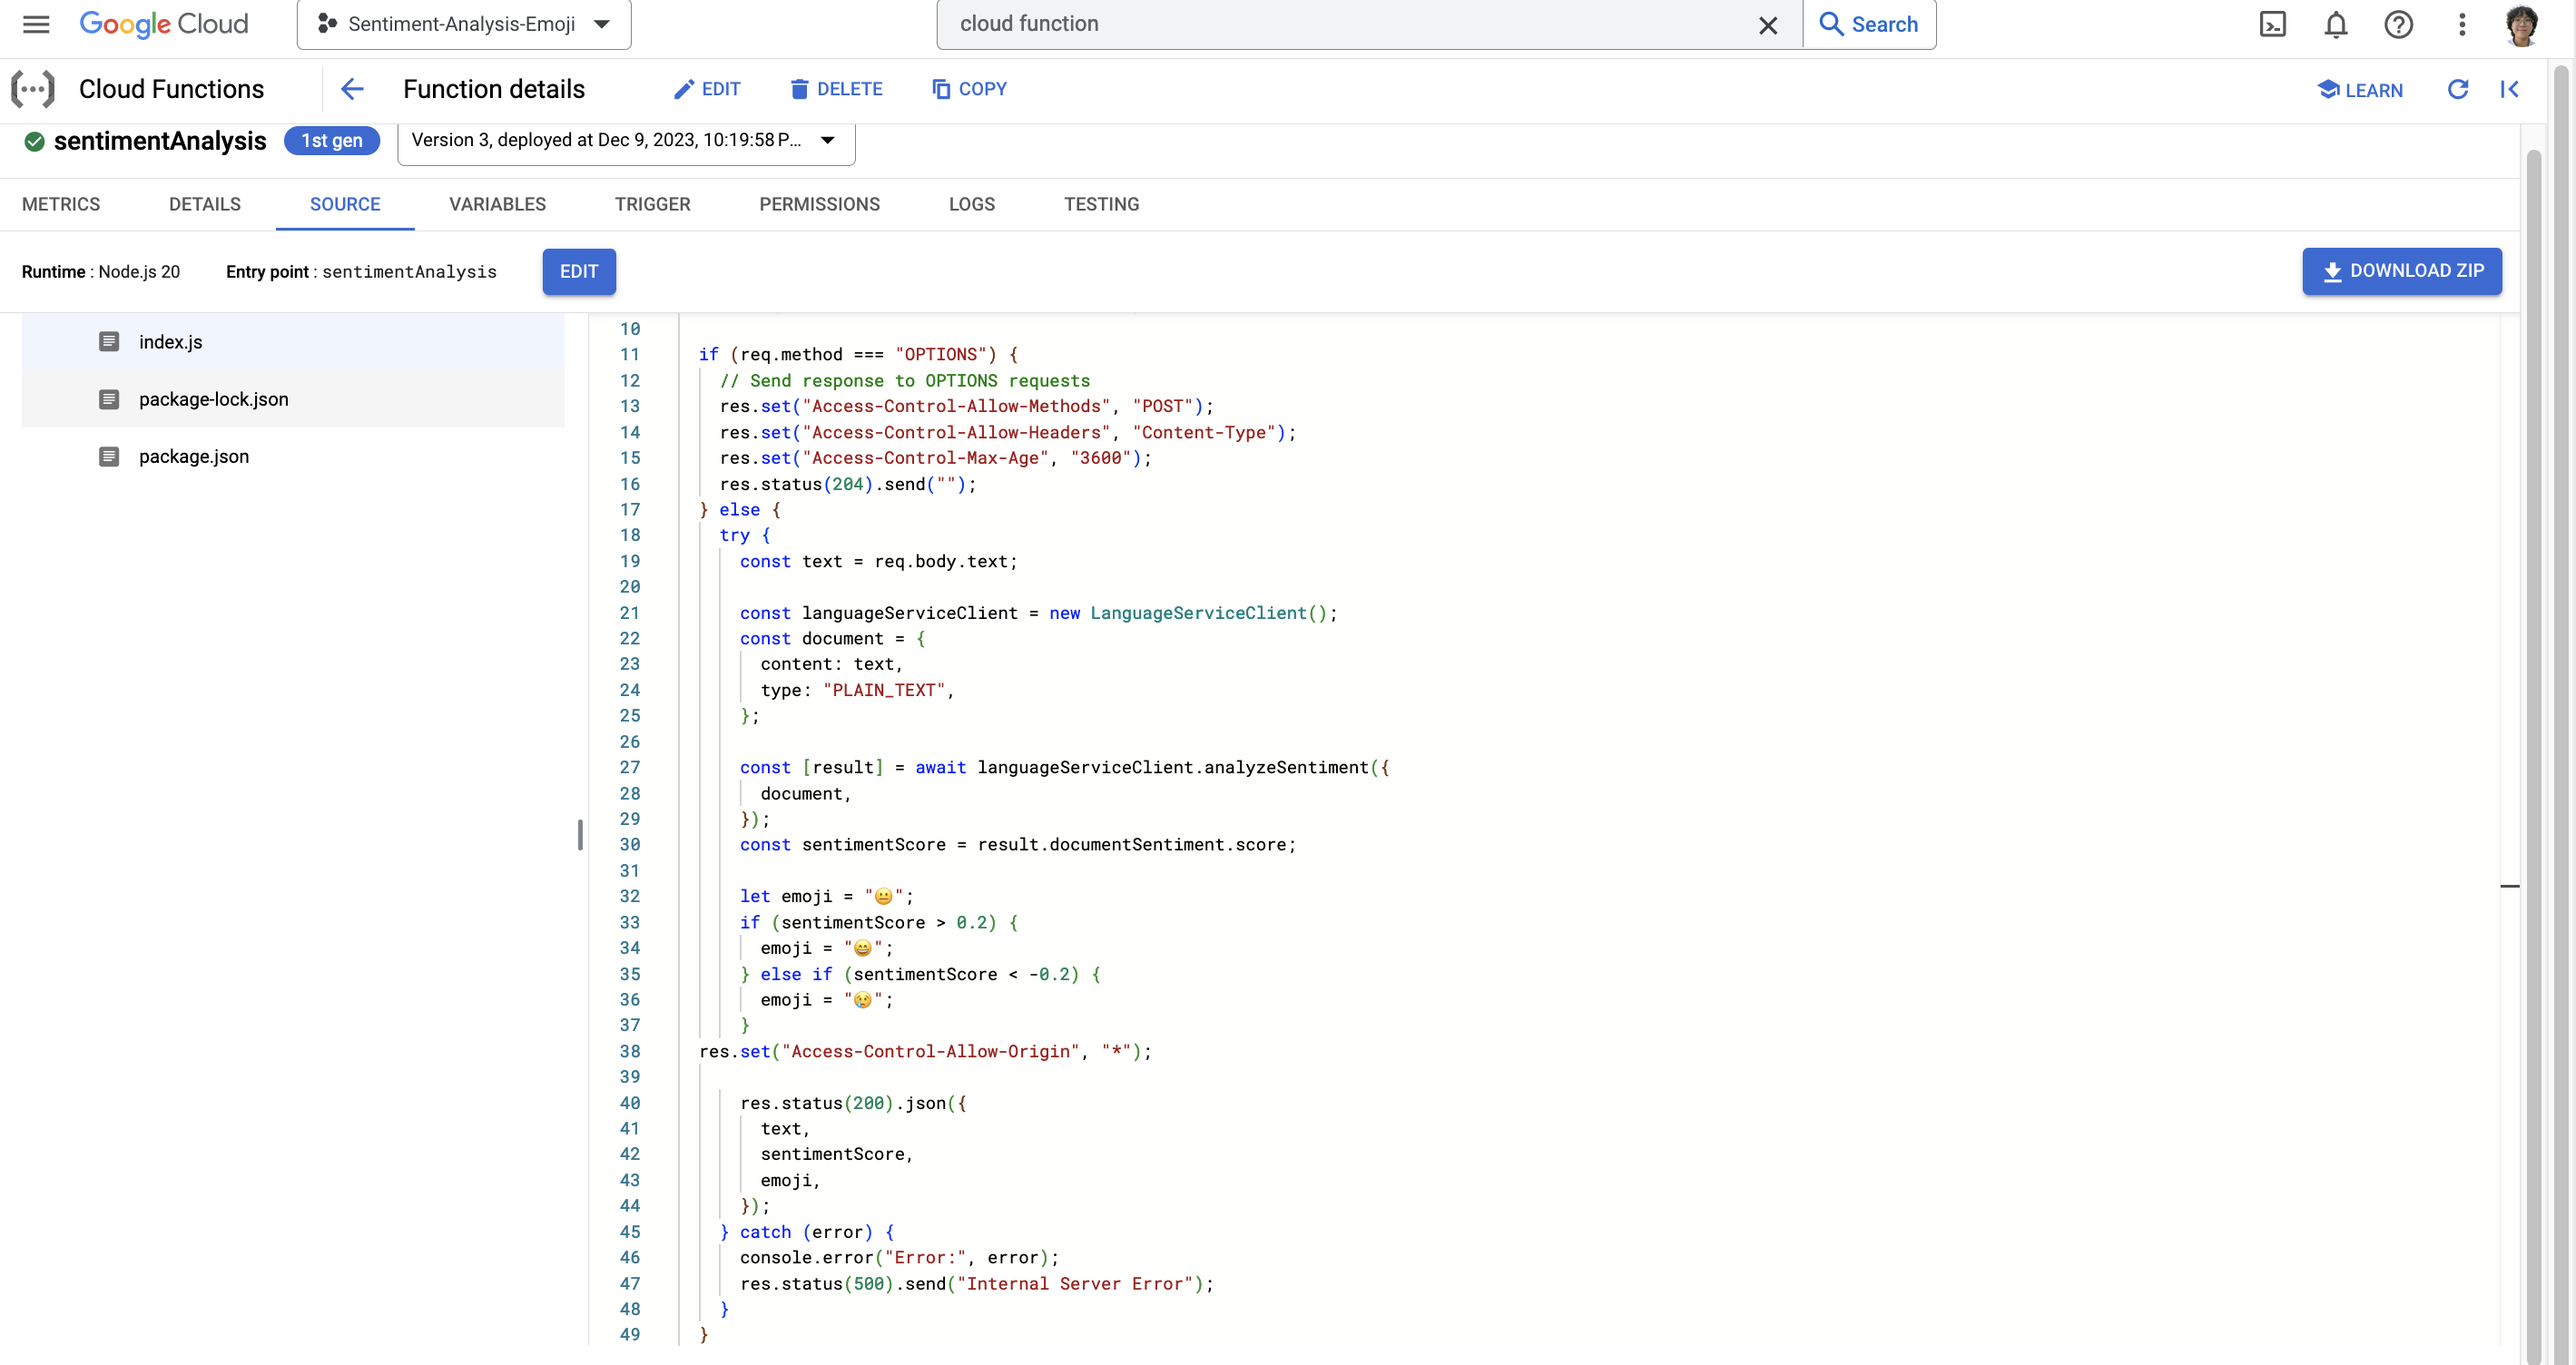 Google Cloud
Sentiment-Analysis-Emoji
cloud function
Search
Cloud Functions
Function details
EDIT
DELETE
COPY
LEARN
sentimentAnalysis
1st gen
Version 3, deployed at Dec 9, 2023, 10:19:58 P...
METRICS
DETAILS
SOURCE
VARIABLES
TRIGGER
PERMISSIONS
LOGS
TESTING
Runtime : Node.js 20
Entry point : sentimentAnalysis
EDIT
DOWNLOAD ZIP
index.js
package-lock.json
package.json
10
11 if (req.method === "OPTIONS") {
12 // Send response to OPTIONS requests
13 res.set("Access-Control-Allow-Methods", "POST");
14 res.set("Access-Control-Allow-Headers", "Content-Type");
15 res.set("Access-Control-Max-Age", "3600");
16 res.status(204).send("");
17 } else {
18 try {
19 const text = req.body.text;
20
21 const languageServiceClient = new LanguageServiceClient();
22 const document = {
23 content: text,
24 type: "PLAIN_TEXT",
25 };
26
27 const [result] = await languageServiceClient.analyzeSentiment({
28 document,
29 });
30 const sentimentScore = result.documentSentiment.score;
31
32 let emoji = "😐";
33 if (sentimentScore > 0.2) {
34 emoji = "😄";
35 } else if (sentimentScore < -0.2) {
36 emoji = "😢";
37 }
38 res.set("Access-Control-Allow-Origin", "*");
39
40 res.status(200).json({
41 text,
42 sentimentScore,
43 emoji,
44 });
45 } catch (error) {
46 console.error("Error:", error);
47 res.status(500).send("Internal Server Error");
48 }
49 }